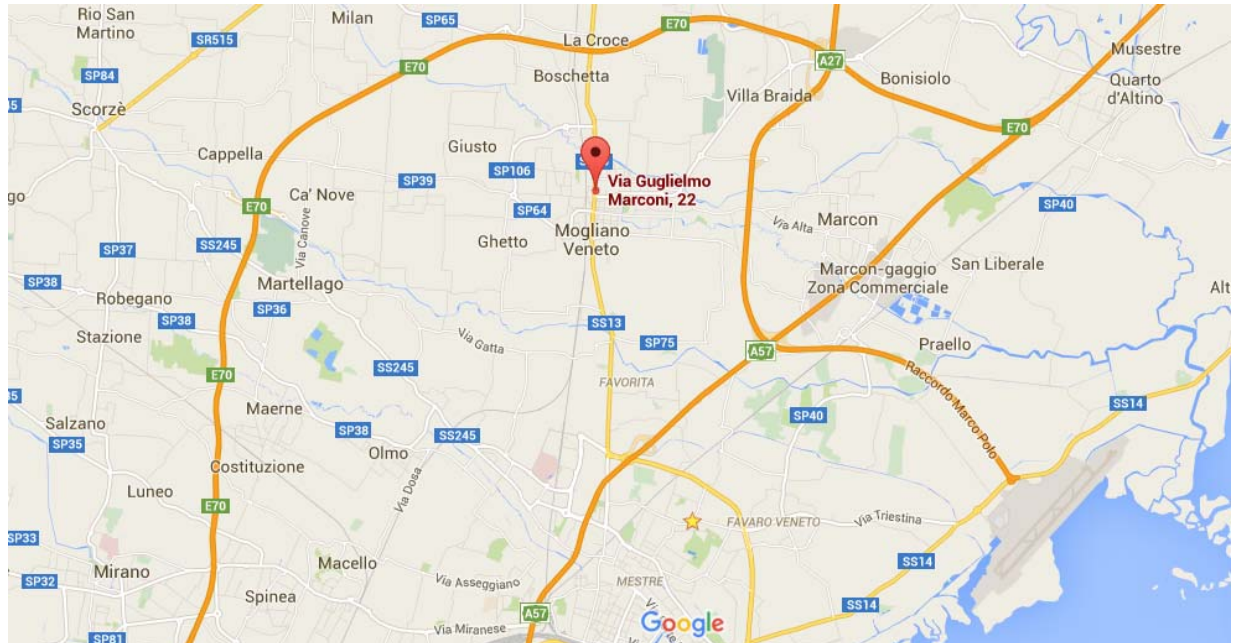 Rio San
Martino
Milan
SP65
La Croce
E70
SR515
E70
A27
Musestre
SP84
Boschetta
Bonisiolo
Quarto
d'Altino
Villa Braida
Scorzè
E70
Giusto
Cappella
SP106
SP39
Via Guglielmo
Marconi, 22
Ca' Nove
go
E70
SP64
SP40
Marcon
Via Alta
Mogliano
Veneto
Ghetto
SP37
SS245
Via Canove
Marcon-gaggio
Zona Commerciale
San Liberale
SP38
Martellago
Alt
Robegano
SP36
SP38
Stazione
SS13
Via Gatta
SP75
Praello
A57
SS245
E70
FAVORITA
Raccordo Marco Polo
SS14
Maerne
SP40
Salzano
SP38
SS245
SP35
Olmo
Costituzione
Via Dosa
Luneo
E70
FAVARO VENETO
Via Triestina
SP33
Macello
SS14
Mirano
SP32
Via Asseggiano
MESTRE
Spinea
SS14
A57
Google
Via Miranese
SP81